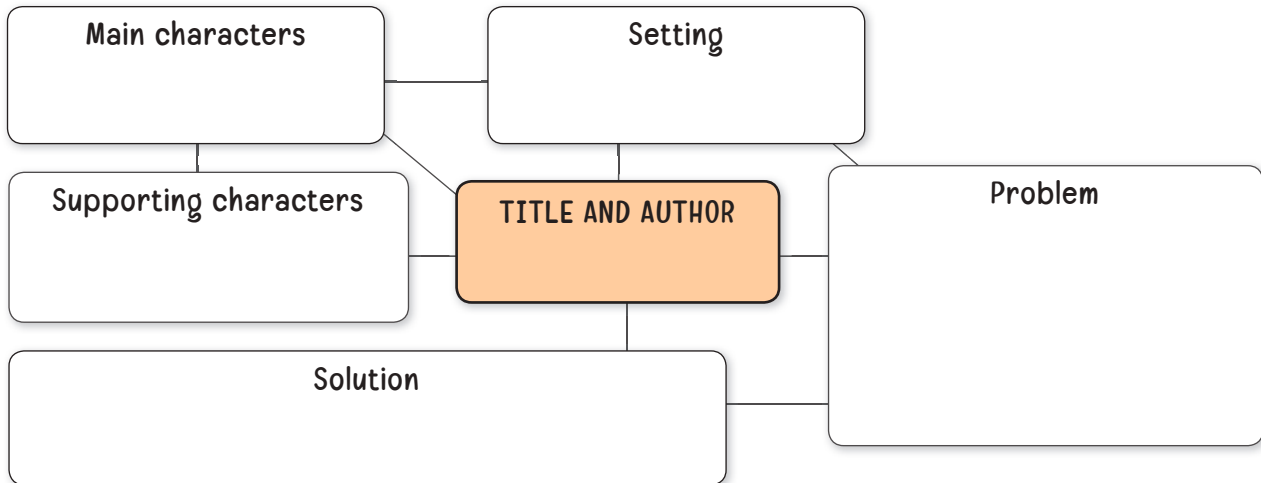 Main characters
Setting
Supporting characters
TITLE AND AUTHOR
Problem
Solution